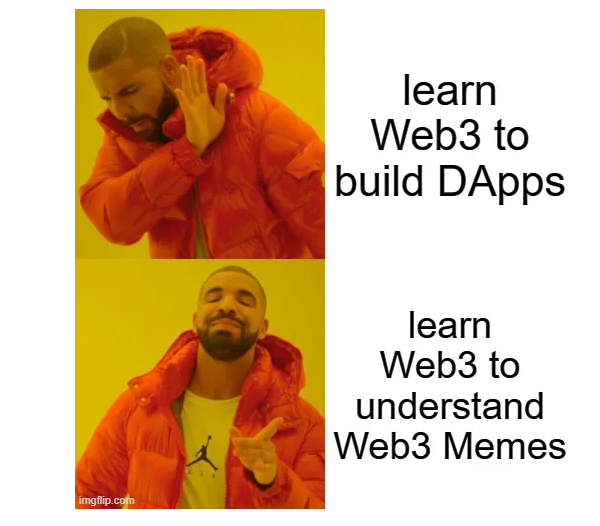 learn
Web3 to
build DApps
learn
Web3 to
understand
Web3 Memes
imgflip.com